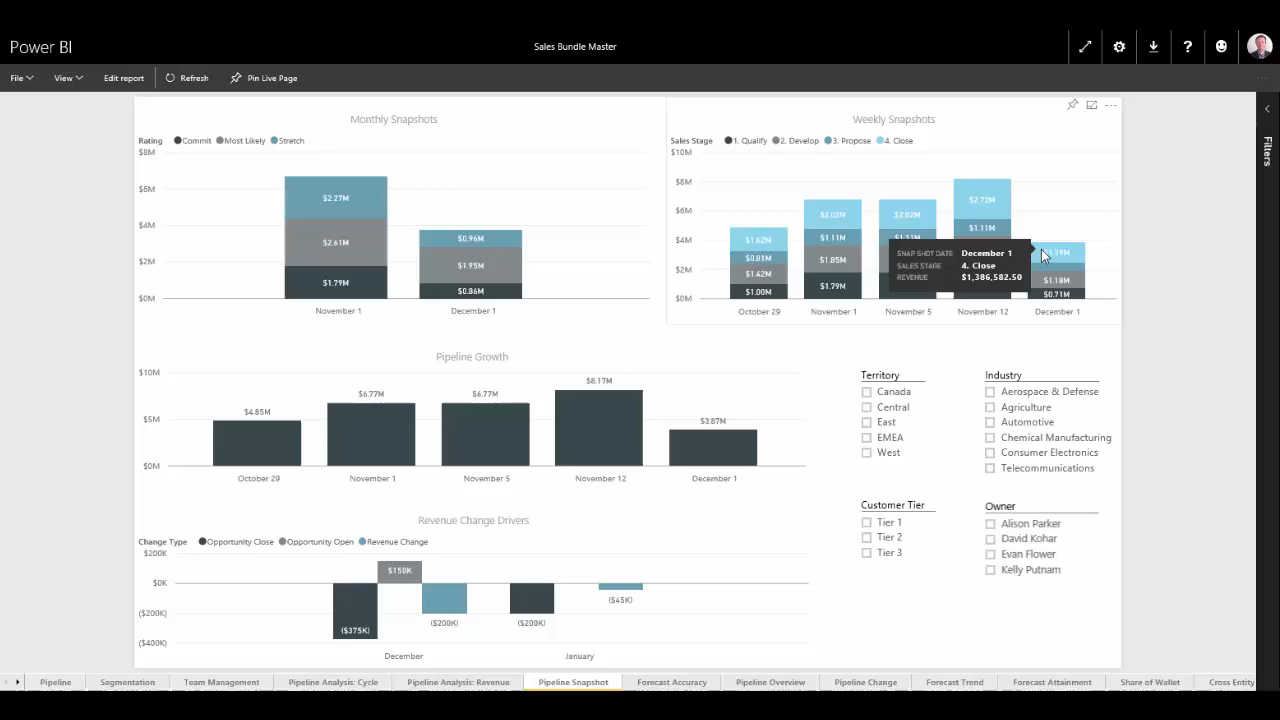 Power BI
Sales Bundle Master
?
File View Edit report Refresh Pin Live Page
Filters
Monthly Snapshots
Rating Commit Most Likely Stretch
$8M
$6M
$4M
$2M
$0M
$2.27M
$2.61M
$1.79M
$0.96M
$1.95M
$0.86M
November 1 December 1
Weekly Snapshots
Sales Stage 1. Qualify 2. Develop 3. Propose 4. Close
$10M
$8M
$6M
$4M
$2M
$0M
$1.62M
$0.81M
$1.42M
$1.00M
$2.02M
$1.11M
$1.85M
$1.79M
$2.02M
$1.11M
$2.72M
$1.11M
$1.18M
$0.71M
SNAP SHOT DATE December 1
SALES STAGE 4. Close
REVENUE $1,386,582.50
October 29 November 1 November 5 November 12 December 1
Pipeline Growth
$10M
$5M
$0M
$4.85M
$6.77M
$6.77M
$8.17M
$3.87M
October 29 November 1 November 5 November 12 December 1
Revenue Change Drivers
Change Type Opportunity Close Opportunity Open Revenue Change
$200K
$0K
($200K)
($400K)
($375K)
$150K
($200K)
($200K)
($45K)
December January
Territory
Canada
Central
East
EMEA
West
Industry
Aerospace & Defense
Agriculture
Automotive
Chemical Manufacturing
Consumer Electronics
Telecommunications
Customer Tier
Tier 1
Tier 2
Tier 3
Owner
Alison Parker
David Kohar
Evan Flower
Kelly Putnam
Pipeline Segmentation Team Management Pipeline Analysis: Cycle Pipeline Analysis: Revenue Pipeline Snapshot Forecast Accuracy Pipeline Overview Pipeline Change Forecast Trend Forecast Attainment Share of Wallet Cross Entity